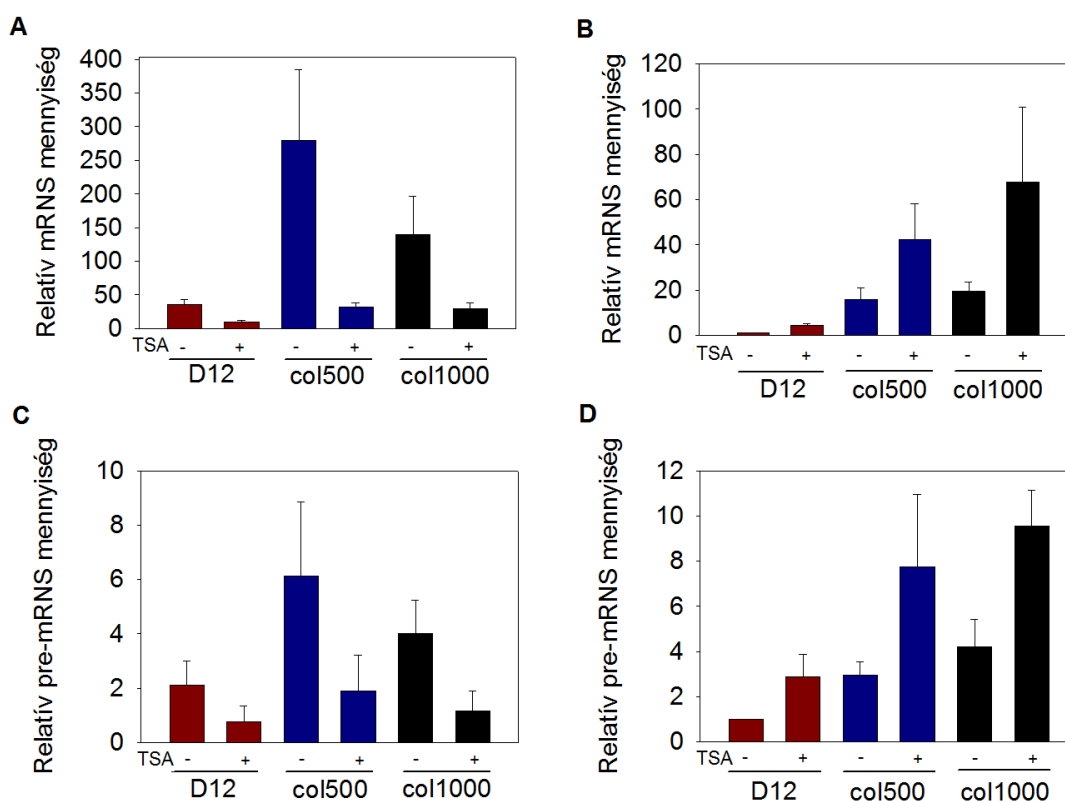 A
Relatív mRNS mennyiség
400
350
300
250
200
150
100
50
0
TSA - + - + - +
D12 col500 col1000
B
Relatív mRNS mennyiség
120
100
80
60
40
20
0
TSA - + - + - +
D12 col500 col1000
C
Relatív pre-mRNS mennyiség
10
8
6
4
2
0
TSA - + - + - +
D12 col500 col1000
D
Relatív pre-mRNS mennyiség
12
10
8
6
4
2
0
TSA - + - + - +
D12 col500 col1000